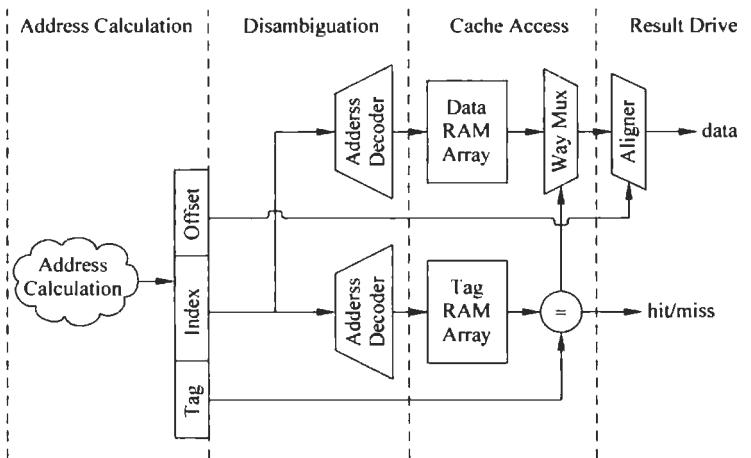 Address Calculation
Disambiguation
Cache Access
Result Drive
Adderss
Decoder
Data
RAM
Array
Way Mux
Aligner
data
Offset
Index
Tag
Address
Calculation
Adderss
Decoder
Tag
RAM
Array
=
hit/miss